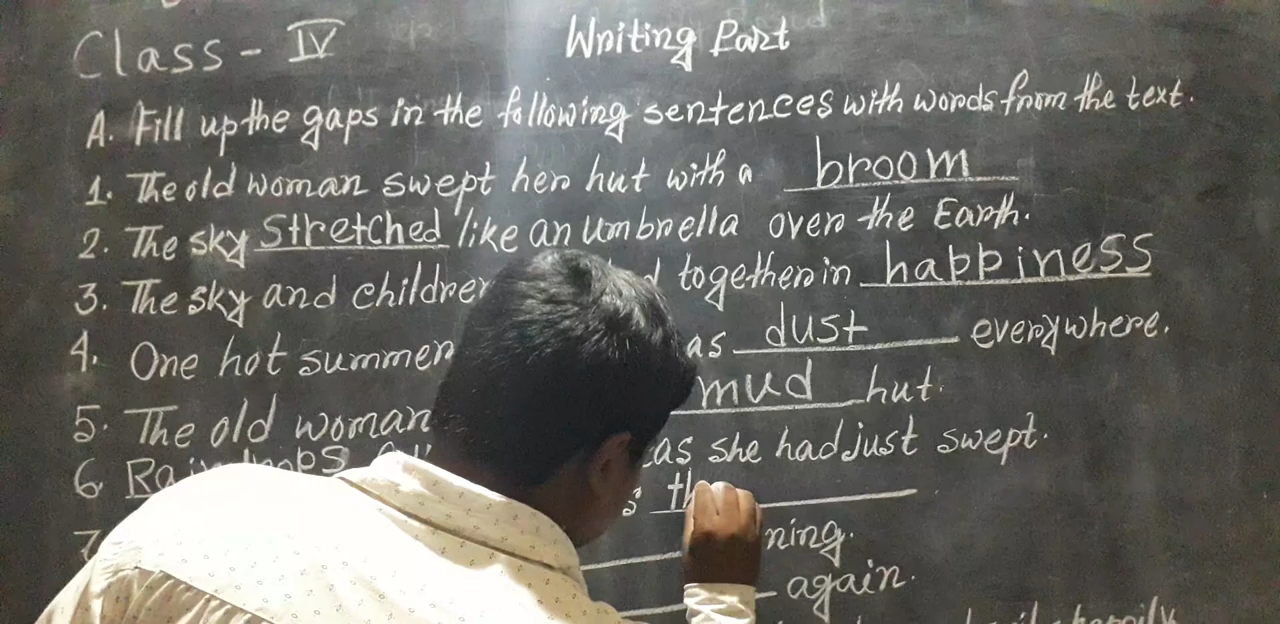 Class - IV
Writing Part
A. Fill up the gaps in the following sentences with words from the text.
1. The old woman swept her hut with a broom
2. The sky Stretched like an umbrella over the Earth.
3. The sky and children together in happiness
4. One hot summer as dust everywhere.
5. The old woman mud hut.
6. as she had just swept.
th
ning.
again.
happily